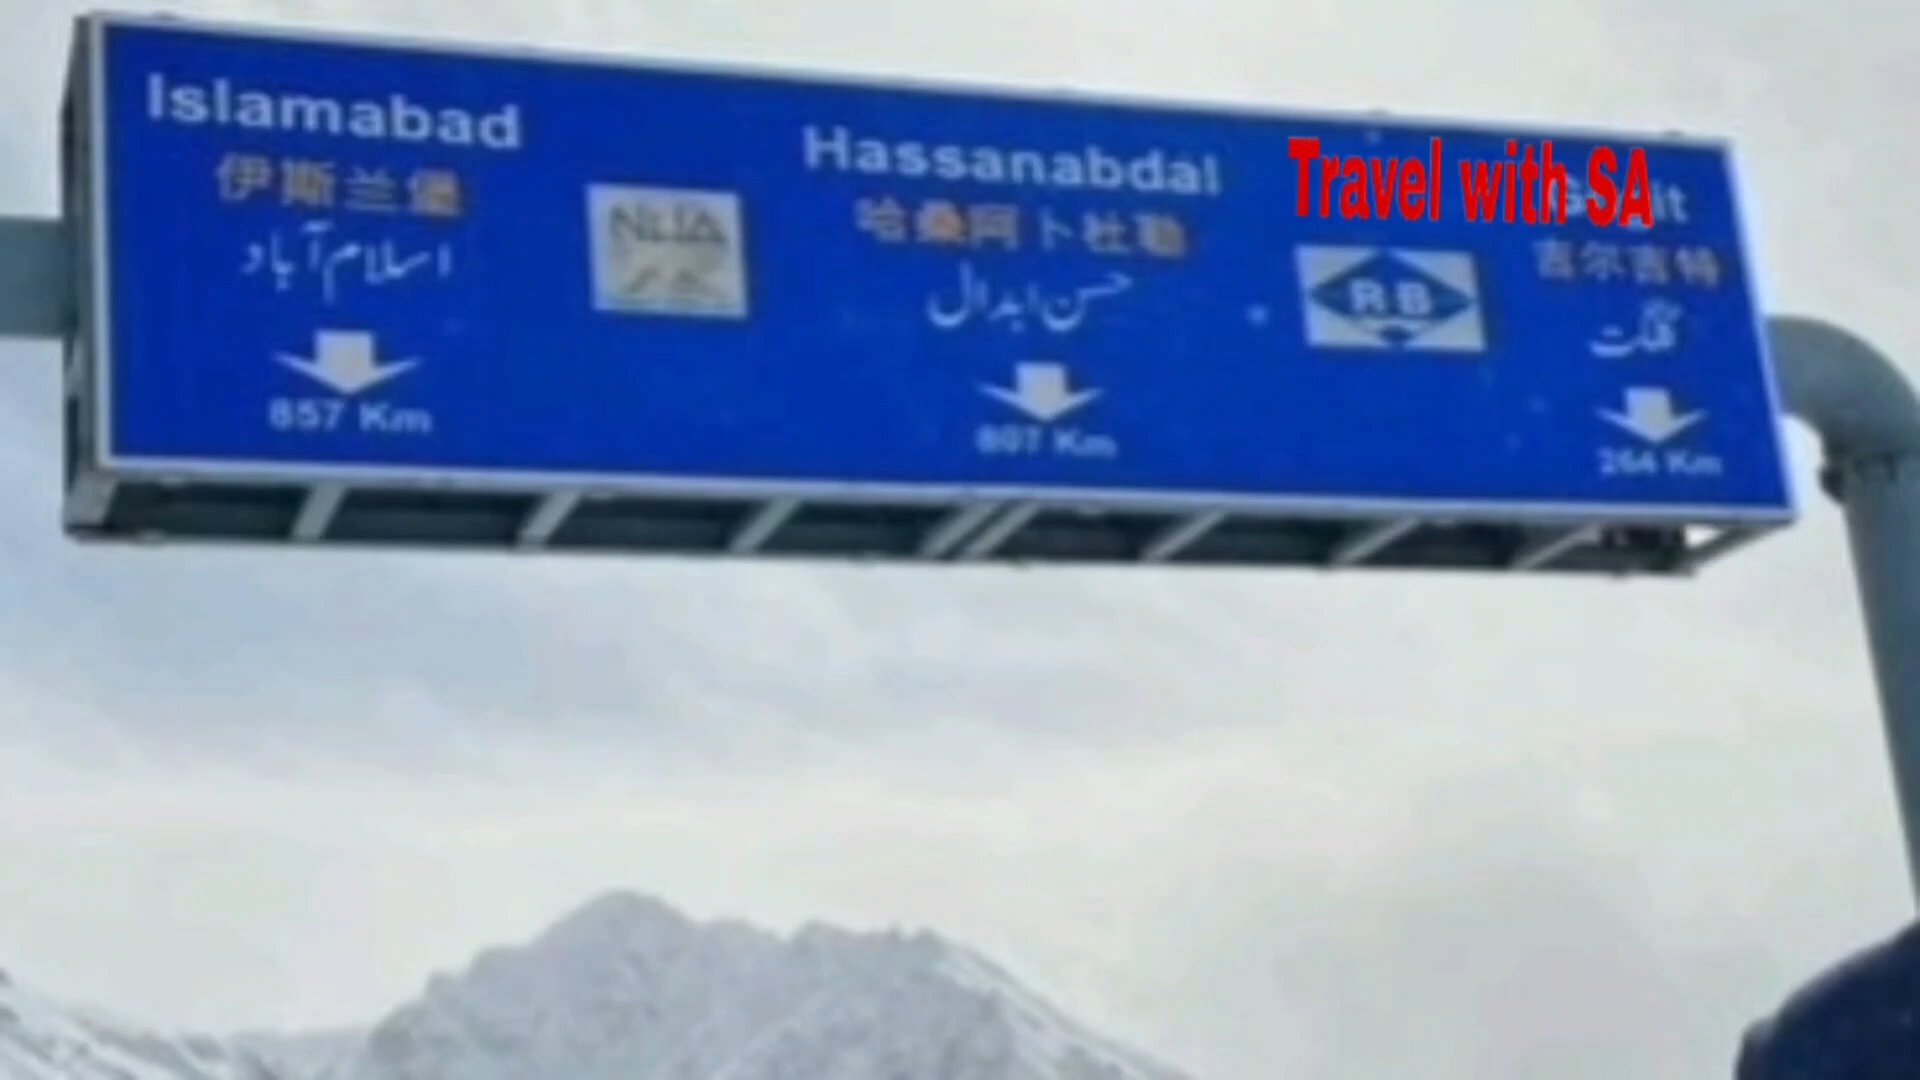 Islamabad
伊斯兰堡
اسلام آباد
857 Km
NHA
Hassanabdal
哈桑阿卜杜勒
حسن ابدال
807 Km
Travel with SA
R B
吉尔吉特
گلگت
264 Km